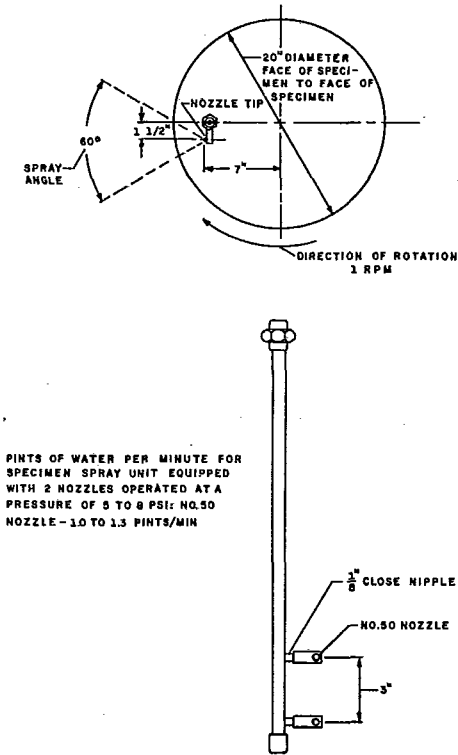 20" DIAMETER
FACE OF SPECI-
MEN TO FACE OF
SPECIMEN
NOZZLE TIP
1 1/2"
60°
SPRAY
ANGLE
7"
DIRECTION OF ROTATION
1 RPM
PINTS OF WATER PER MINUTE FOR
SPECIMEN SPRAY UNIT EQUIPPED
WITH 2 NOZZLES OPERATED AT A
PRESSURE OF 5 TO 8 PSI: NO.50
NOZZLE - 1.0 TO 1.3 PINTS/MIN
1/8" CLOSE NIPPLE
NO.50 NOZZLE
3"